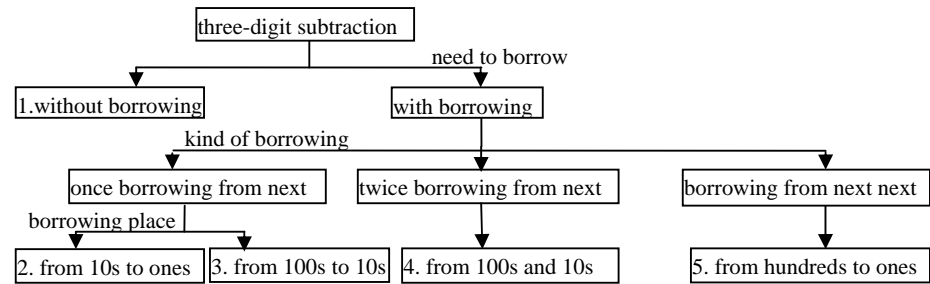 three-digit subtraction
need to borrow
1.without borrowing
with borrowing
kind of borrowing
once borrowing from next
twice borrowing from next
borrowing from next next
borrowing place
2. from 10s to ones
3. from 100s to 10s
4. from 100s and 10s
5. from hundreds to ones